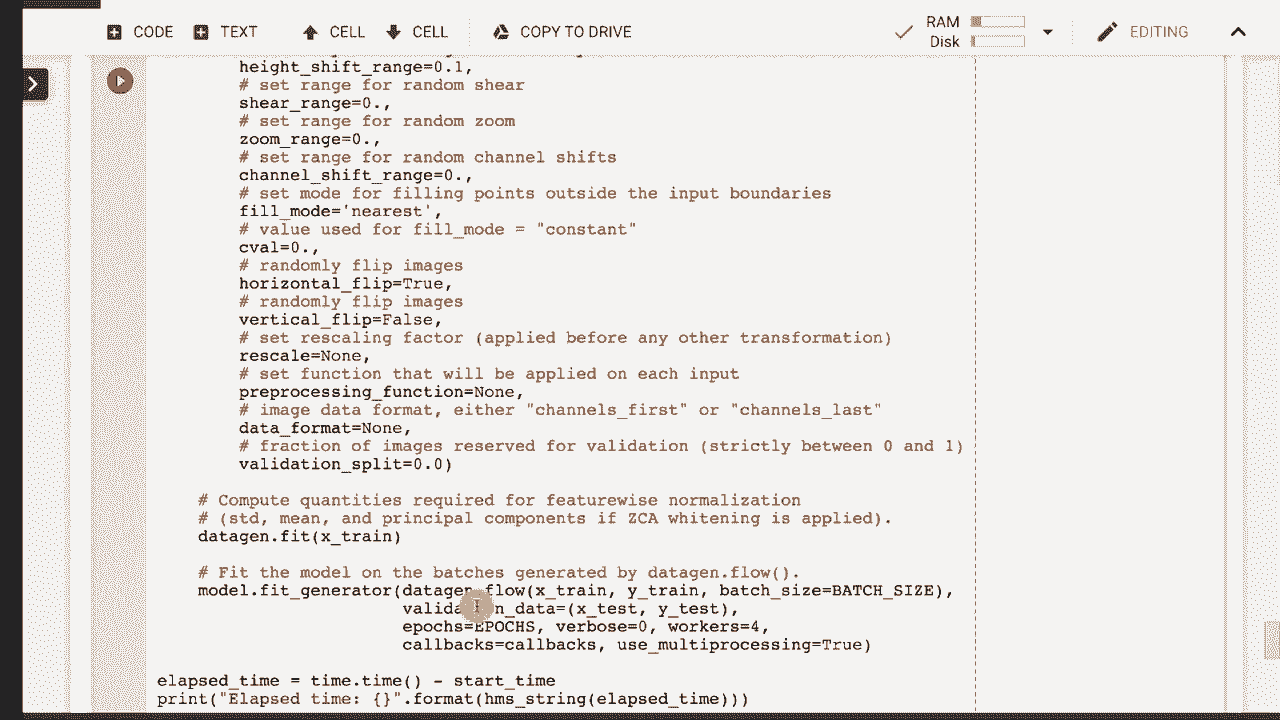 CODE TEXT CELL CELL COPY TO DRIVE RAM Disk EDITING
height_shift_range=0.1,
# set range for random shear
shear_range=0.,
# set range for random zoom
zoom_range=0.,
# set range for random channel shifts
channel_shift_range=0.,
# set mode for filling points outside the input boundaries
fill_mode='nearest',
# value used for fill_mode = "constant"
cval=0.,
# randomly flip images
horizontal_flip=True,
# randomly flip images
vertical_flip=False,
# set rescaling factor (applied before any other transformation)
rescale=None,
# set function that will be applied on each input
preprocessing_function=None,
# image data format, either "channels_first" or "channels_last"
data_format=None,
# fraction of images reserved for validation (strictly between 0 and 1)
validation_split=0.0)
# Compute quantities required for featurewise normalization
# (std, mean, and principal components if ZCA whitening is applied).
datagen.fit(x_train)
# Fit the model on the batches generated by datagen.flow().
model.fit_generator(datagen.flow(x_train, y_train, batch_size=BATCH_SIZE),
validation_data=(x_test, y_test),
epochs=EPOCHS, verbose=0, workers=4,
callbacks=callbacks, use_multiprocessing=True)
elapsed_time = time.time() - start_time
print("Elapsed time: {}".format(hms_string(elapsed_time)))